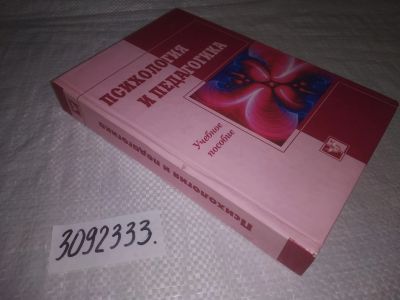 ПСИХОЛОГИЯ
И ПЕДАГОГИКА
Учебное
пособие
Психология и педагогика
3092333.